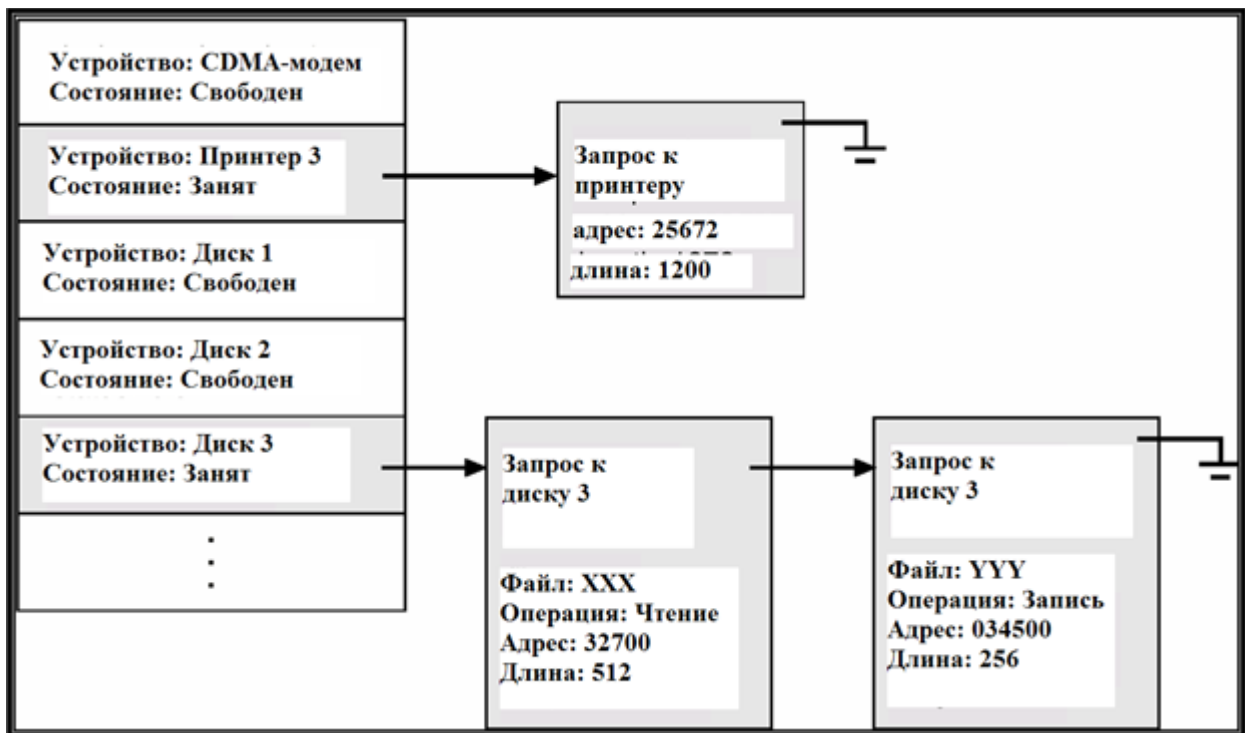 Устройство: CDMA-модем
Состояние: Свободен
Устройство: Принтер 3
Состояние: Занят
Устройство: Диск 1
Состояние: Свободен
Устройство: Диск 2
Состояние: Свободен
Устройство: Диск 3
Состояние: Занят
Запрос к
принтеру
адрес: 25672
длина: 1200
Запрос к
диску 3
Файл: XXX
Операция: Чтение
Адрес: 32700
Длина: 512
Запрос к
диску 3
Файл: YYY
Операция: Запись
Адрес: 034500
Длина: 256